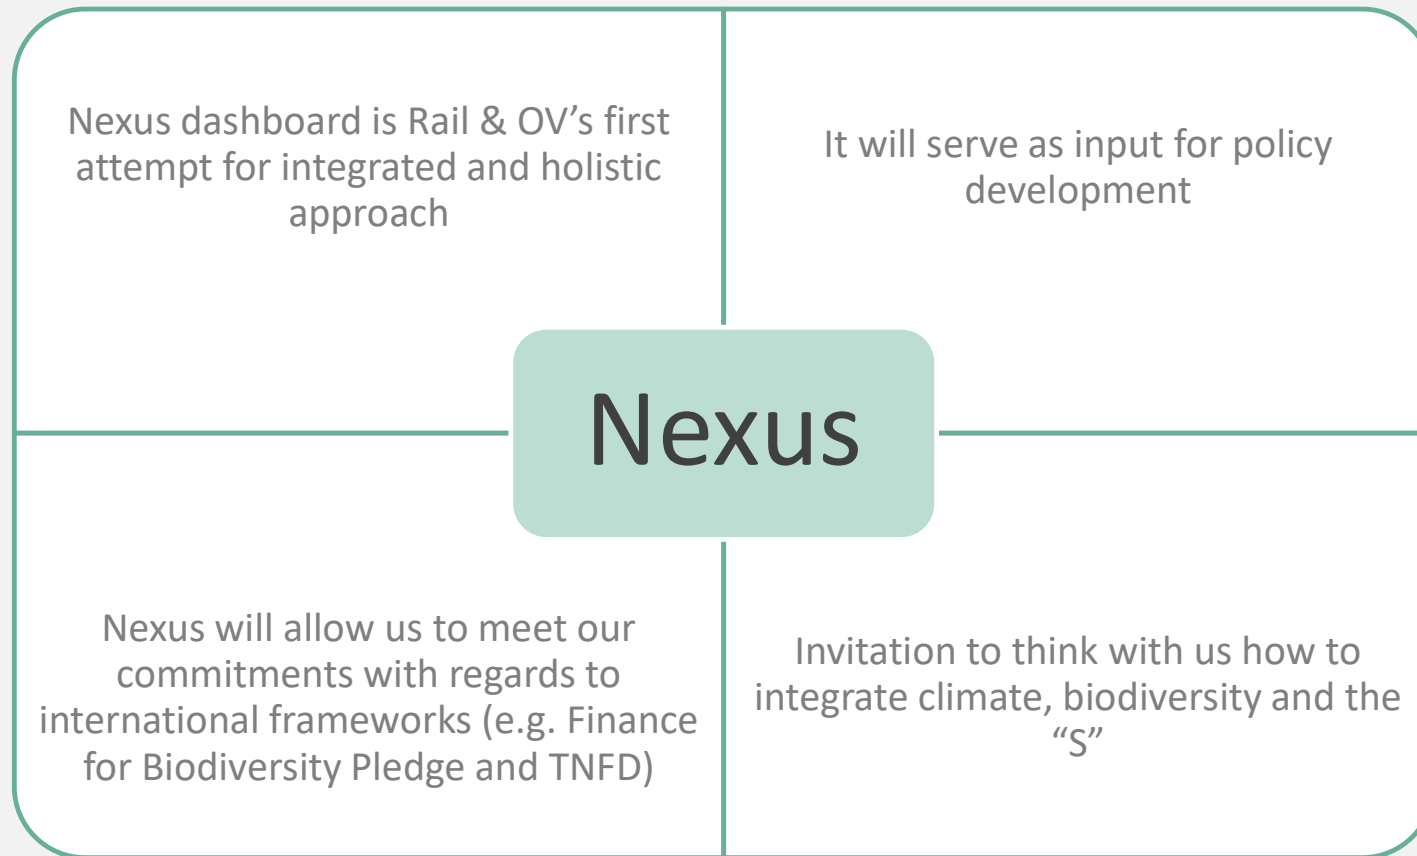 Nexus dashboard is Rail & OV’s first
attempt for integrated and holistic
approach
It will serve as input for policy
development
Nexus
Nexus will allow us to meet our
commitments with regards to
international frameworks (e.g. Finance
for Biodiversity Pledge and TNFD)
Invitation to think with us how to
integrate climate, biodiversity and the
“S”